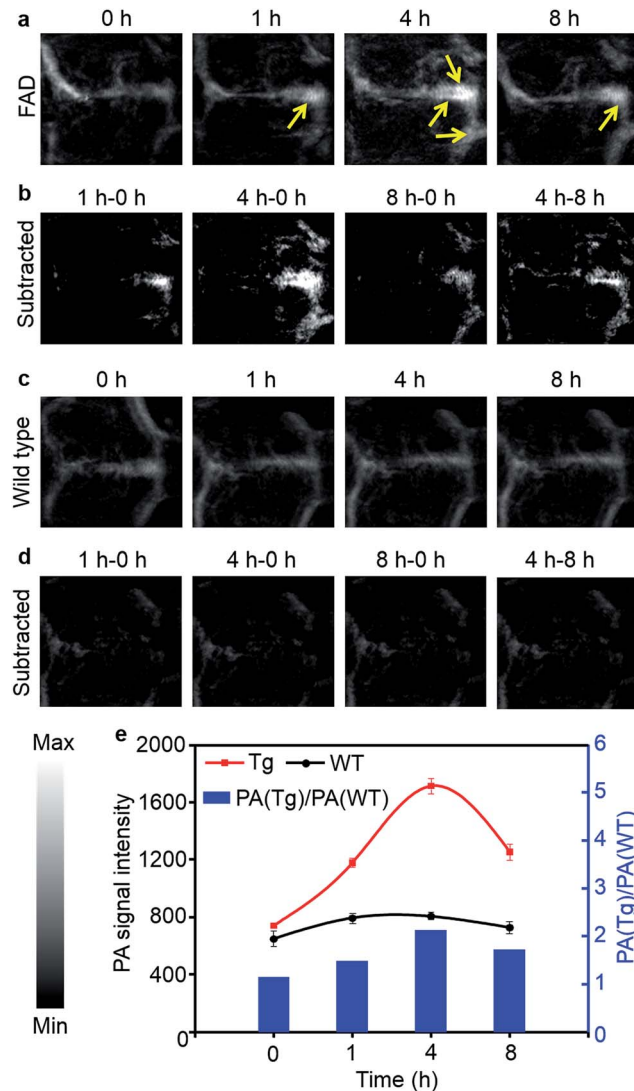 a 0 h 1 h 4 h 8 h
FAD
b 1 h-0 h 4 h-0 h 8 h-0 h 4 h-8 h
Subtracted
c 0 h 1 h 4 h 8 h
Wild type
d 1 h-0 h 4 h-0 h 8 h-0 h 4 h-8 h
Subtracted
Max
Min
e
Tg WT
PA(Tg)/PA(WT)
PA signal intensity
2000
1600
1200
800
400
0
6
5
4
3
2
1
0
PA(Tg)/PA(WT)
0 1 4 8
Time (h)